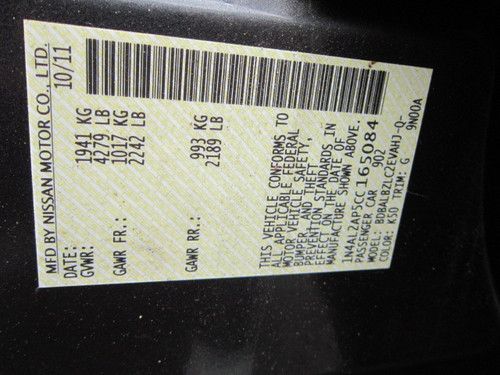 MFD BY NISSAN MOTOR CO., LTD.
DATE: 10/11
GVWR: 1941 KG
4279 LB
GAWR FR.: 1017 KG
2242 LB
GAWR RR.: 993 KG
2189 LB
THIS VEHICLE CONFORMS TO
ALL APPLICABLE FEDERAL
MOTOR VEHICLE SAFETY,
BUMPER, AND THEFT
PREVENTION STANDARDS IN
EFFECT ON THE DATE OF
MANUFACTURE SHOWN ABOVE.
1N4AL2AP5CC165084
PASSENGER CAR 902
MODEL: BDBALBZLCZEVAHJ-Q-
COLOR: K50 TRIM: G 9N00A